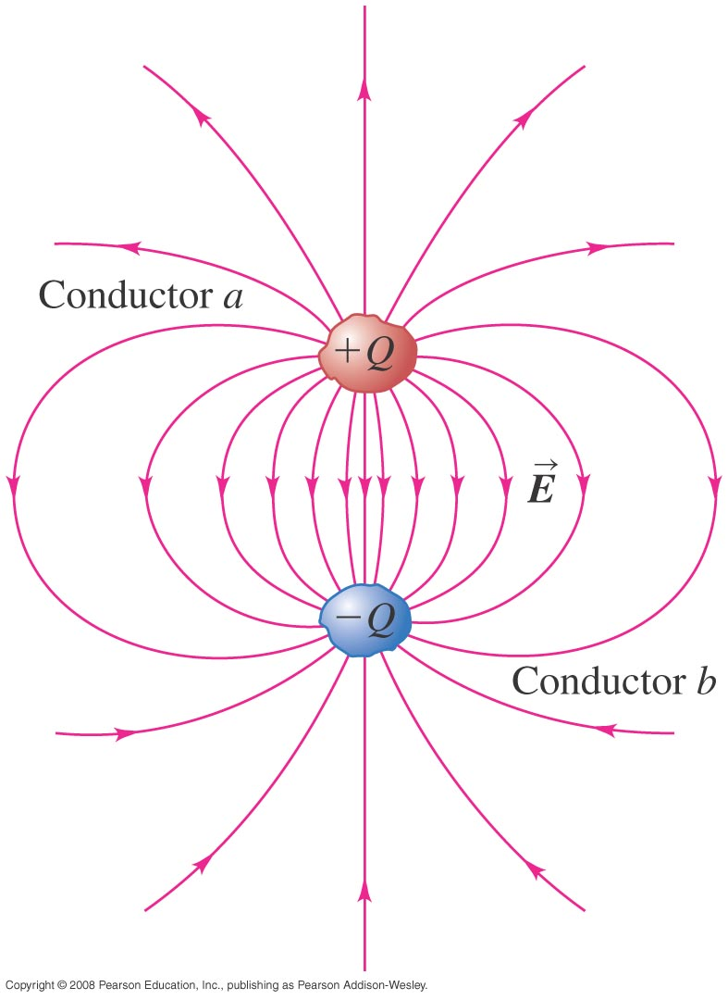 Conductor a
+Q
E
−Q
Conductor b
Copyright © 2008 Pearson Education, Inc., publishing as Pearson Addison-Wesley.